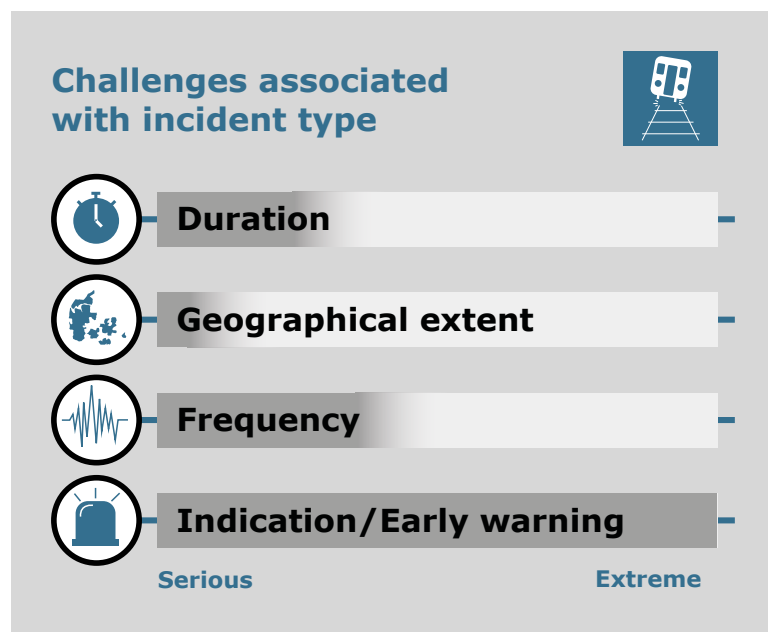 Challenges associated
with incident type
Duration
Geographical extent
Frequency
Indication/Early warning
Serious
Extreme